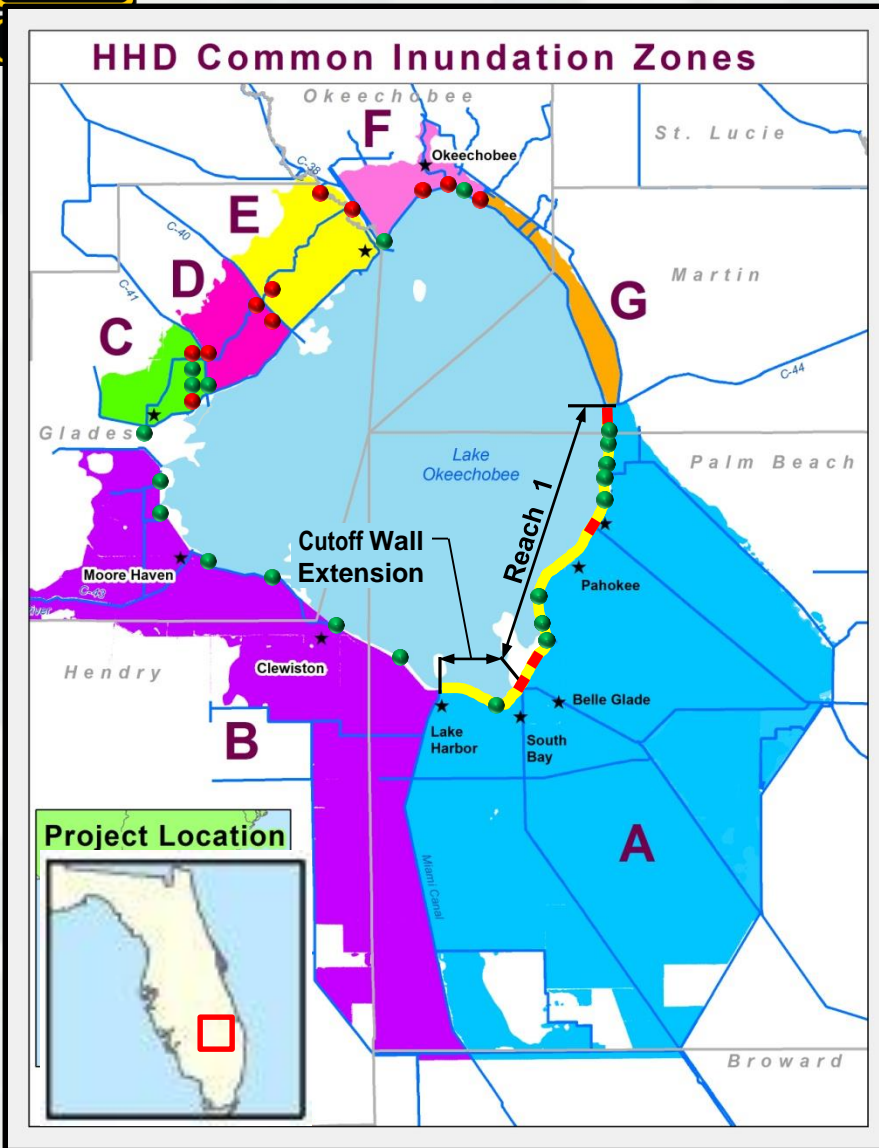 HHD Common Inundation Zones
Okeechobee
St. Lucie
F
Okeechobee
C-38
E
C-40
D
Martin
C-41
G
C
C-44
Glades
Lake
Okeechobee
Palm Beach
Reach 1
Cutoff Wall
Extension
Moore Haven
Pahokee
C-43
Clewiston
Hendry
Belle Glade
Lake
Harbor
South
Bay
B
A
Project Location
Miami Canal
Broward